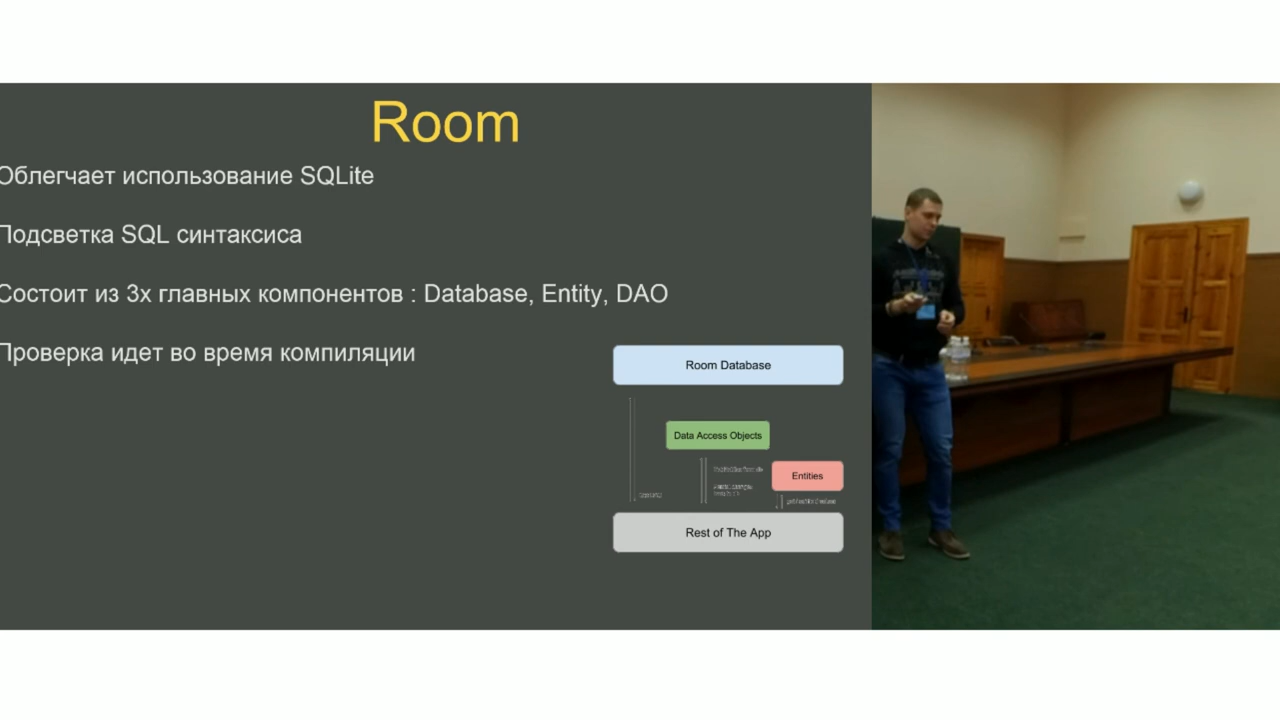 Room
Облегчает использование SQLite
Подсветка SQL синтаксиса
Состоит из 3х главных компонентов : Database, Entity, DAO
Проверка идет во время компиляции
Room Database
Data Access Objects
Entities
Rest of The App